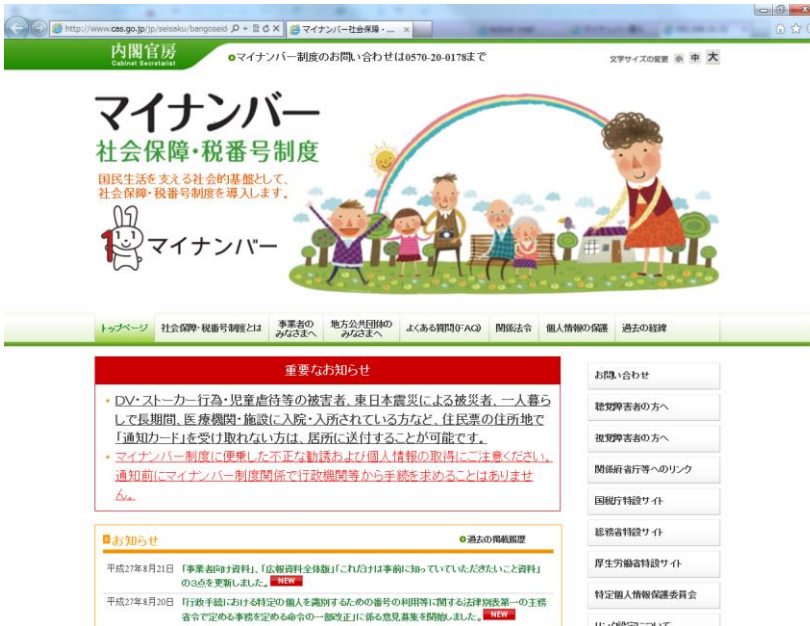 http://www.cas.go.jp/jp/seisaku/bangoseid
マイナンバー社会保障・...
内閣官房
Cabinet Secretariat
マイナンバー制度のお問い合わせは0570-20-0178まで
文字サイズの変更 小 中 大
マイナンバー
社会保障・税番号制度
国民生活を支える社会的基盤として、
社会保障・税番号制度を導入します。
1
マイナンバー
トップページ 社会保障・税番号制度とは 事業者のみなさまへ 地方公共団体のみなさまへ よくある質問(FAQ) 関係法令 個人情報の保護 過去の経緯
重要なお知らせ
・DV・ストーカー行為・児童虐待等の被害者、東日本震災による被災者、一人暮ら
しで長期間、医療機関・施設に入院・入所されている方など、住民票の住所地で
「通知カード」を受け取れない方は、居所に送付することが可能です。
・マイナンバー制度に便乗した不正な勧誘および個人情報の取得にご注意ください。
通知前にマイナンバー制度関係で行政機関等から手続を求めることはありませ
ん。
お知らせ
過去の掲載履歴
平成27年8月21日 「事業者向け資料」、「広報資料全体版」「これだけは事前に知っていていただきたいこと資料」
の3点を更新しました。 NEW
平成27年8月20日 「行政手続における特定の個人を識別するための番号の利用等に関する法律別表第一の主務
省令で定める事務を定める命令の一部改正」に係る意見募集を開始しました。 NEW
お問い合わせ
聴覚障害者の方へ
視覚障害者の方へ
関係府省庁等へのリンク
国税庁特設サイト
総務省特設サイト
厚生労働省特設サイト
特定個人情報保護委員会
リンク設定について